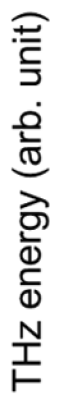 THz energy (arb. unit)